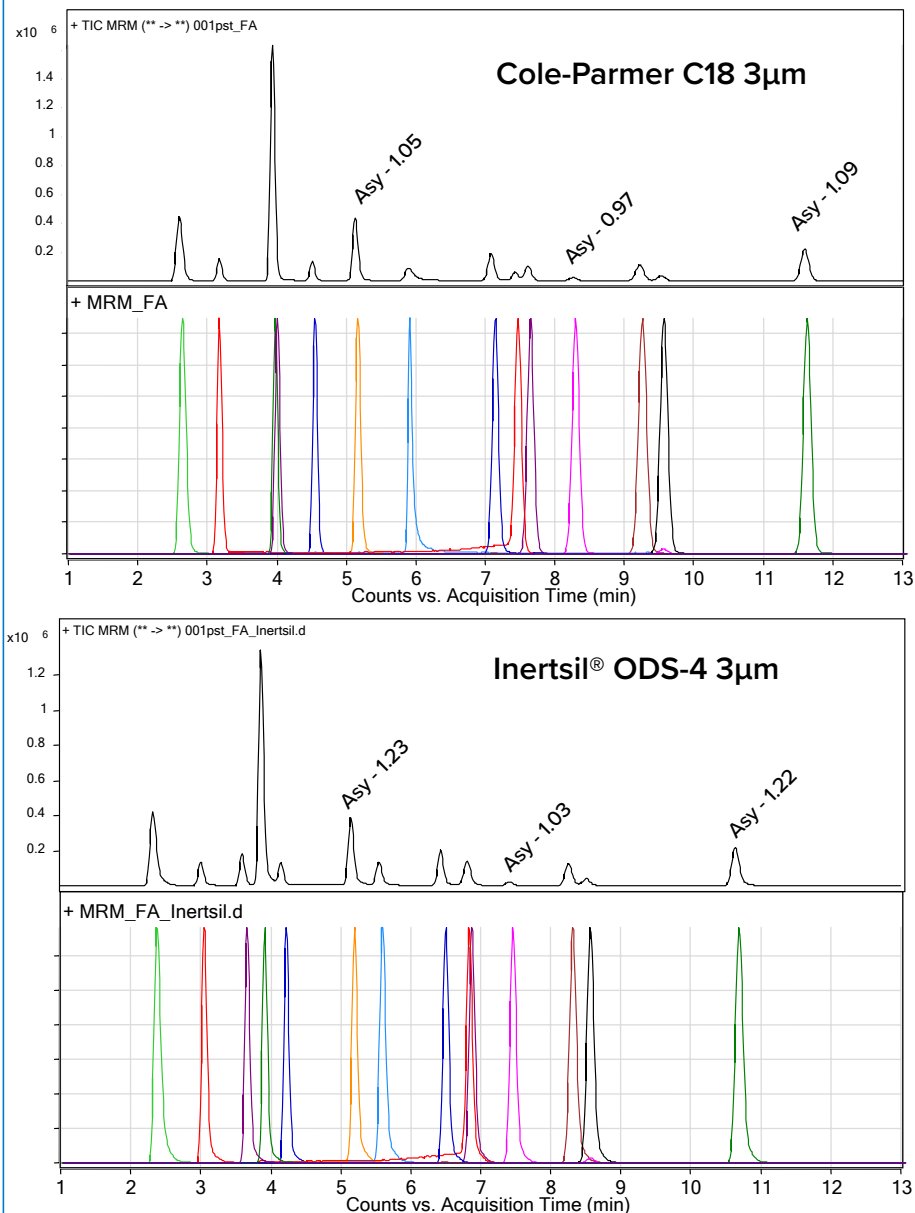 x10 6
+ TIC MRM (** -> **) 001pst_FA
Cole-Parmer C18 3µm
1.4
1.2
1
0.8
0.6
0.4
0.2
Asy - 1.05
Asy - 0.97
Asy - 1.09
+ MRM_FA
1 2 3 4 5 6 7 8 9 10 11 12 13
Counts vs. Acquisition Time (min)
x10 6
+ TIC MRM (** -> **) 001pst_FA_Inertsil.d
Inertsil® ODS-4 3µm
1.2
1
0.8
0.6
0.4
0.2
Asy - 1.23
Asy - 1.03
Asy - 1.22
+ MRM_FA_Inertsil.d
1 2 3 4 5 6 7 8 9 10 11 12 13
Counts vs. Acquisition Time (min)